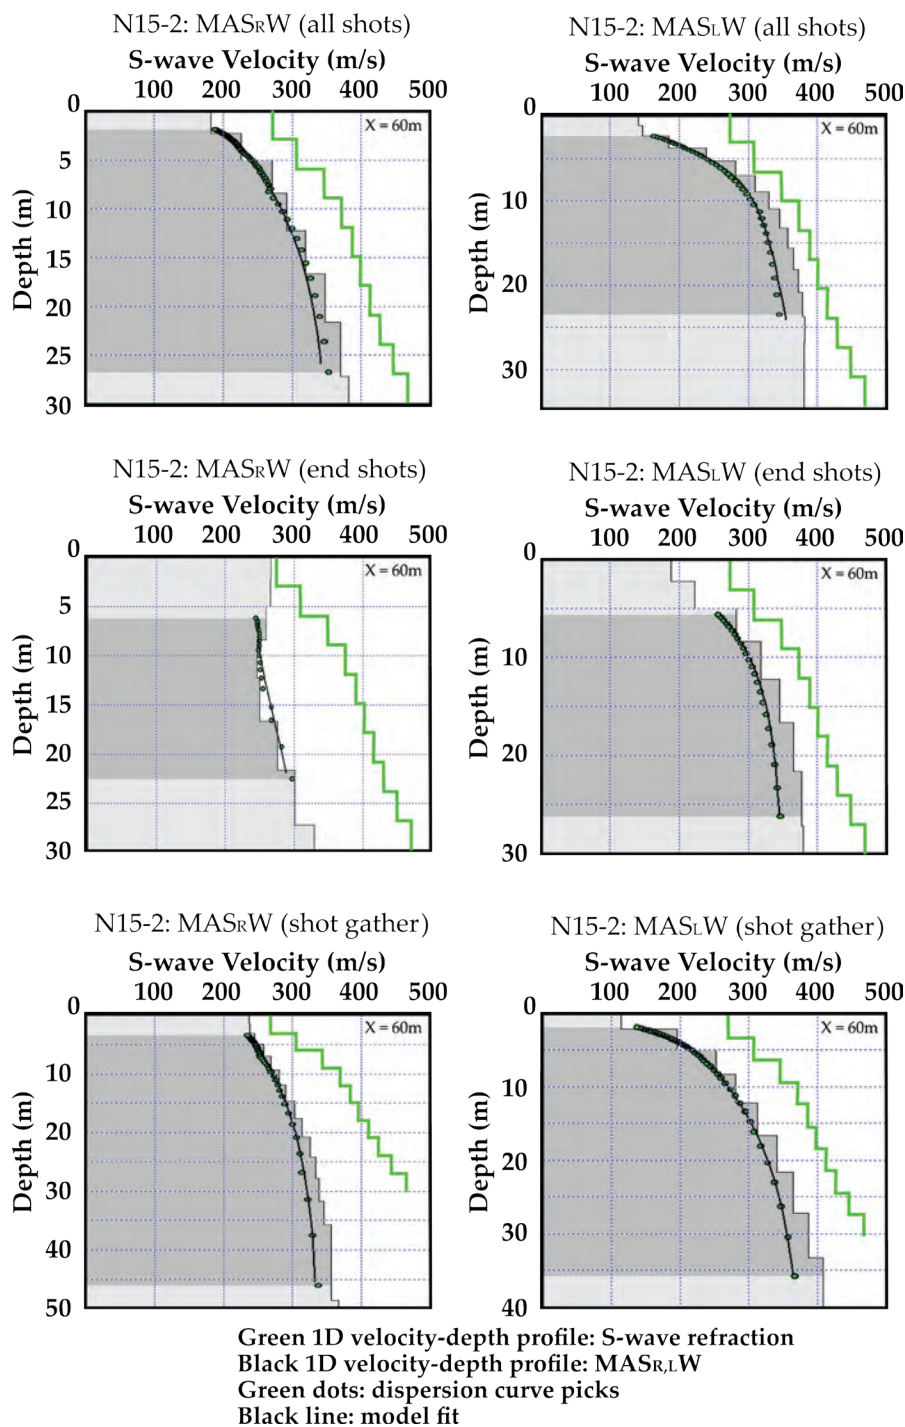 N15-2: MASRW (all shots)
S-wave Velocity (m/s)
0 100 200 300 400 500
X = 60m
Depth (m)
5
10
15
20
25
30
N15-2: MASLW (all shots)
S-wave Velocity (m/s)
0 100 200 300 400 500
X = 60m
Depth (m)
10
20
30
N15-2: MASRW (end shots)
S-wave Velocity (m/s)
0 100 200 300 400 500
X = 60m
Depth (m)
5
10
15
20
25
30
N15-2: MASLW (end shots)
S-wave Velocity (m/s)
0 100 200 300 400 500
X = 60m
Depth (m)
10
20
30
N15-2: MASRW (shot gather)
S-wave Velocity (m/s)
0 100 200 300 400 500
X = 60m
Depth (m)
10
20
30
40
50
N15-2: MASLW (shot gather)
S-wave Velocity (m/s)
0 100 200 300 400 500
X = 60m
Depth (m)
10
20
30
40
Green 1D velocity-depth profile: S-wave refraction
Black 1D velocity-depth profile: MASR,LW
Green dots: dispersion curve picks
Black line: model fit